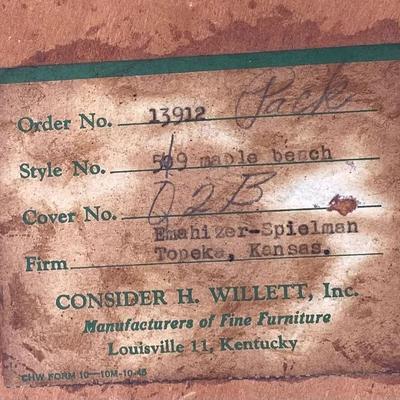 Order No. 13912 Pack
Style No. 509 maple bench
Cover No. 02B
Emahizer-Spielman
Firm Topeka, Kansas.
CONSIDER H. WILLETT, Inc.
Manufacturers of Fine Furniture
Louisville 11, Kentucky
CHW FORM 10—10M-10-45